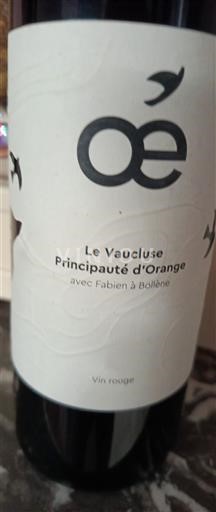 œ́
Le Vaucluse
Principauté d'Orange
avec Fabien à Bollène
Vin rouge